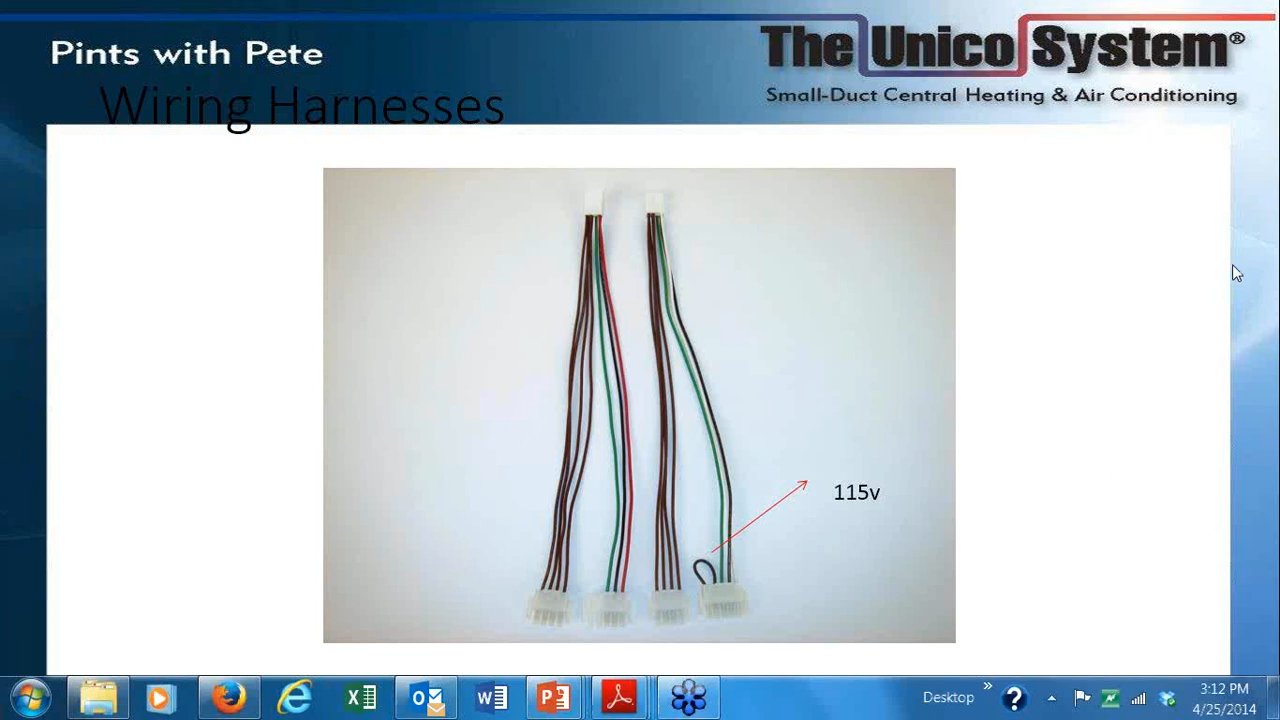 Pints with Pete
The Unico System®
Small-Duct Central Heating & Air Conditioning
Wiring Harnesses
115v
Desktop
3:12 PM
4/25/2014